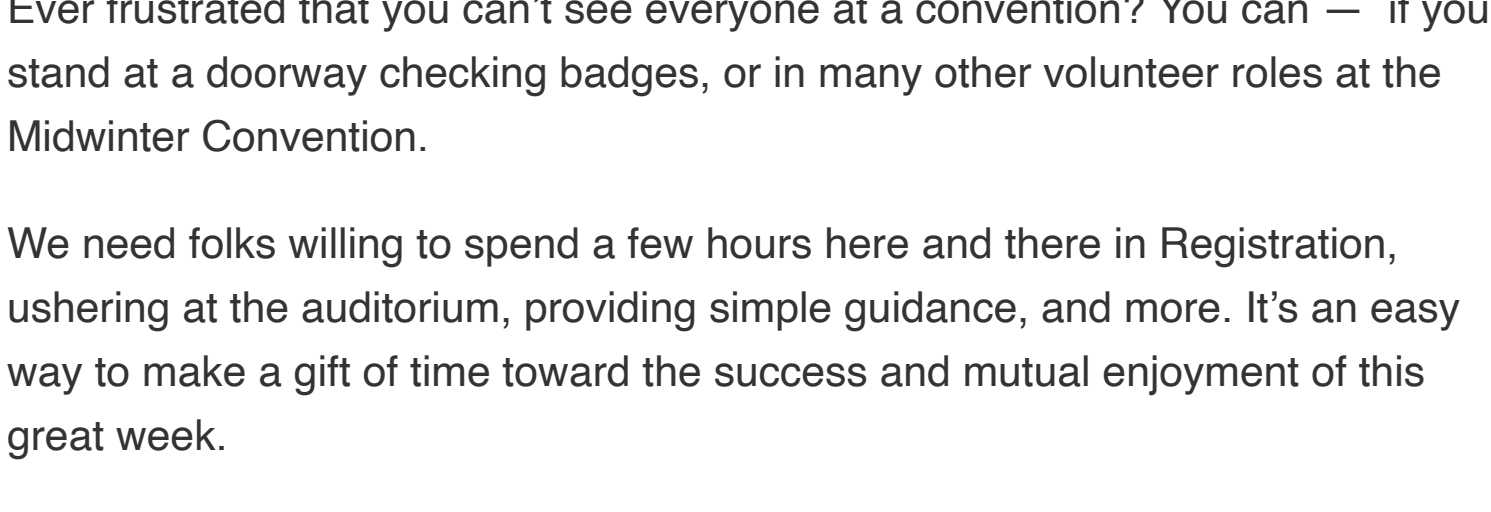 Ever frustrated that you can’t see everyone at a convention? You can —  if you
stand at a doorway checking badges, or in many other volunteer roles at the
Midwinter Convention.
We need folks willing to spend a few hours here and there in Registration,
ushering at the auditorium, providing simple guidance, and more. It’s an easy
way to make a gift of time toward the success and mutual enjoyment of this
great week.